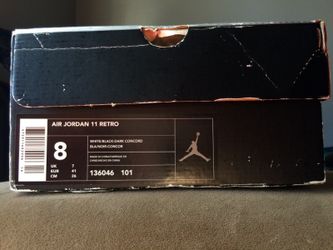 AIR JORDAN 11 RETRO
8
UK 7
EUR 41
CM 26
WHITE/BLACK-DARK CONCORD
BLA/NOIR-CONCOR
136046 101